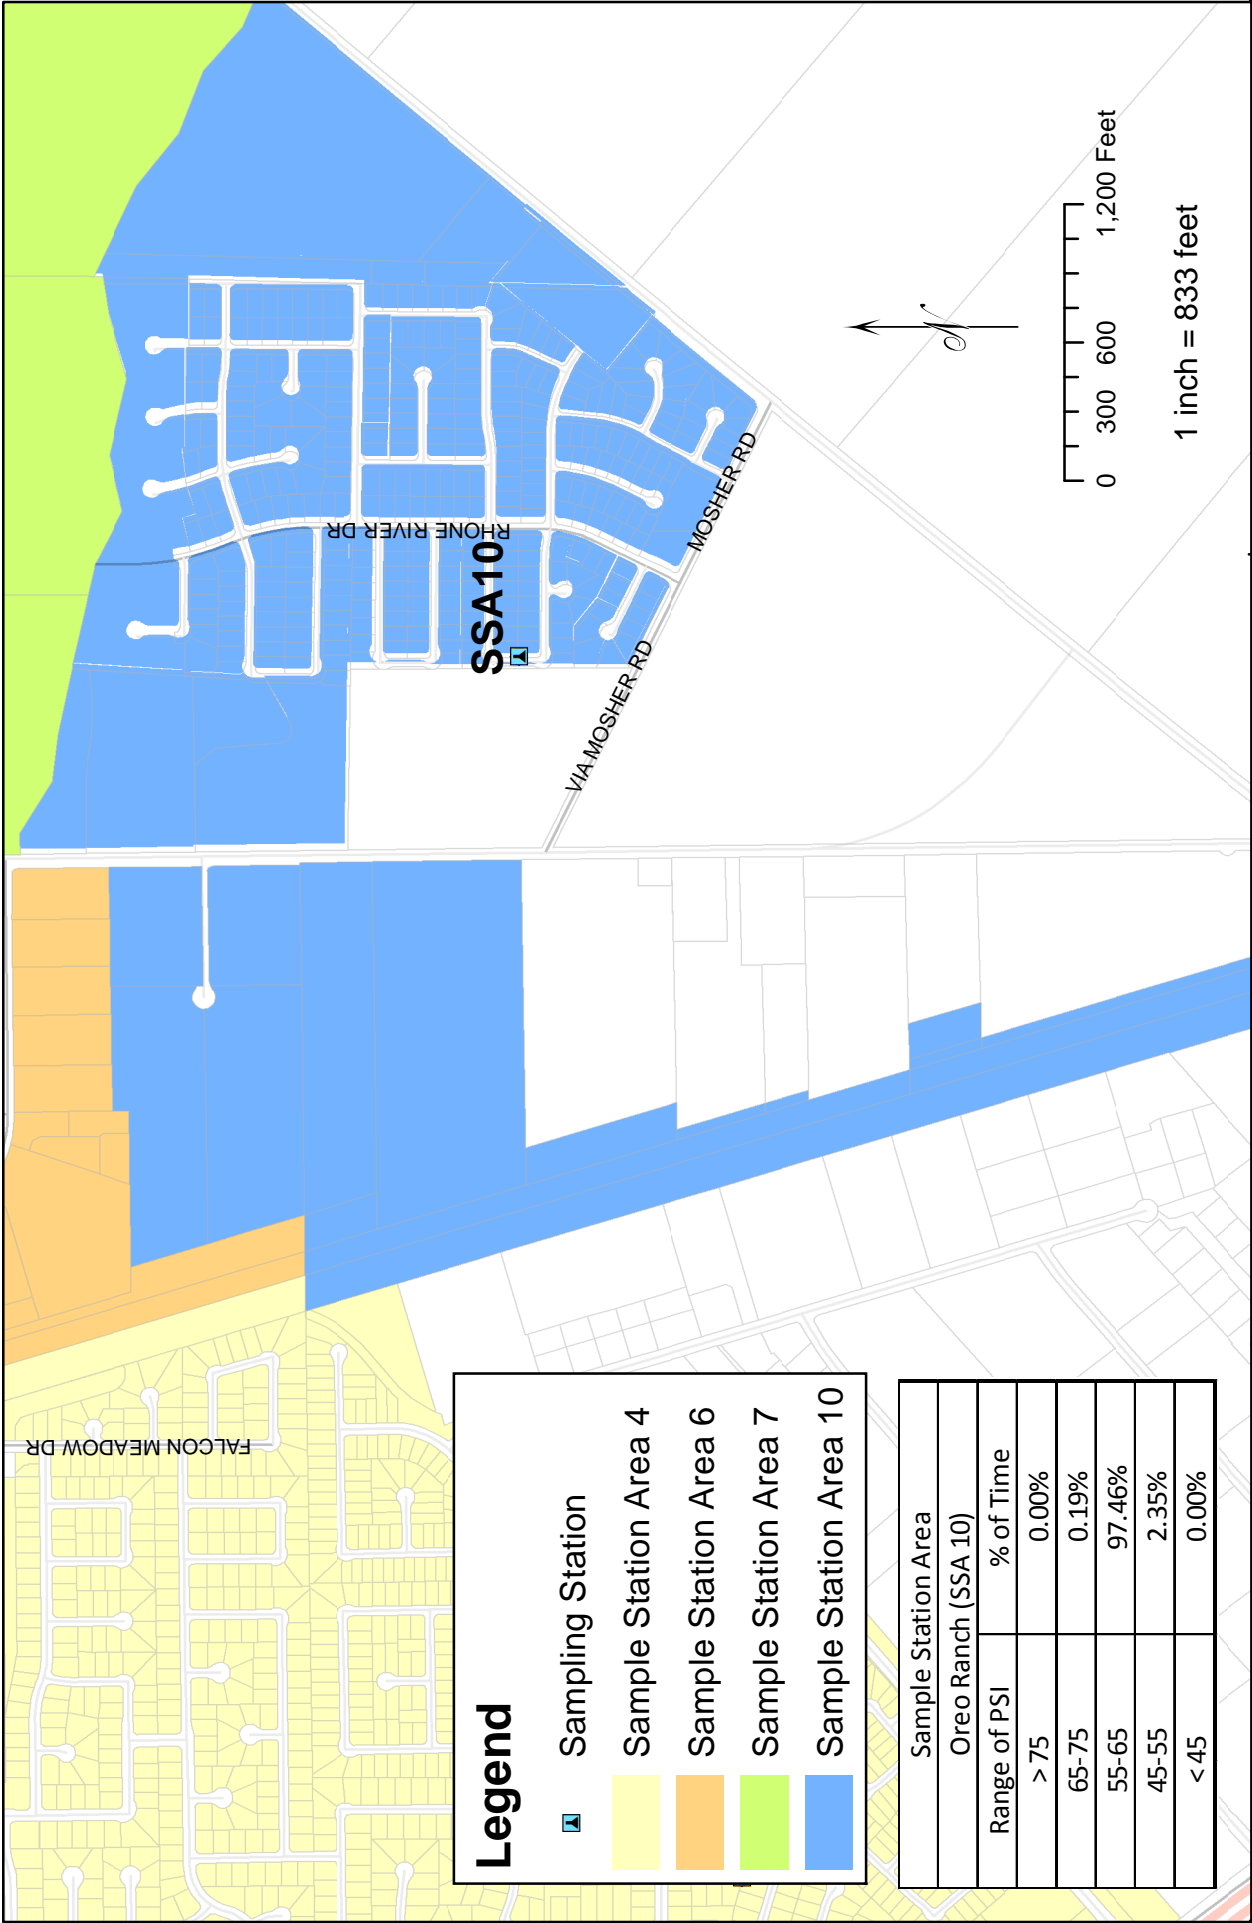 FALCON MEADOW DR
VIA MOSHER RD
MOSHER RD
RHONE RIVER DR
SSA10
Legend
Sampling Station
Sample Station Area 4
Sample Station Area 6
Sample Station Area 7
Sample Station Area 10
Sample Station Area
Oreo Ranch (SSA 10)
Range of PSI % of Time
> 75 0.00%
65-75 0.19%
55-65 97.46%
45-55 2.35%
< 45 0.00%
N
0 300 600 1,200 Feet
1 inch = 833 feet